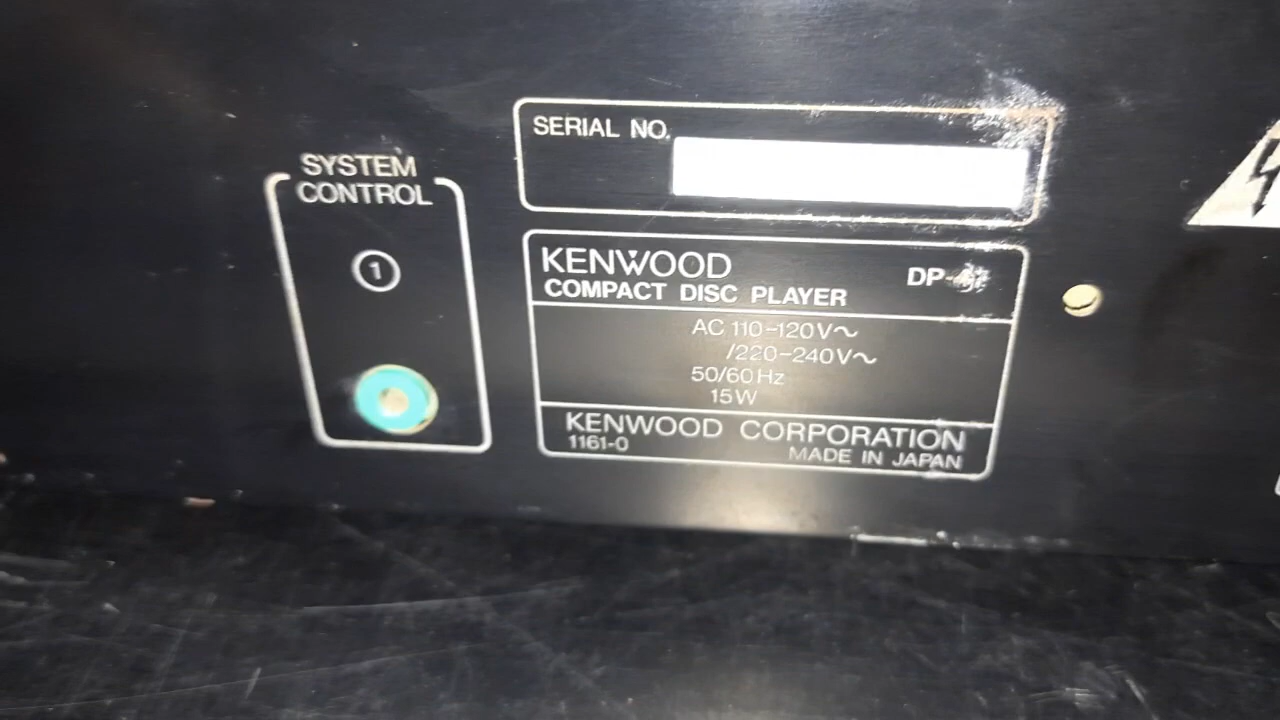 SYSTEM
CONTROL
1
SERIAL NO.
KENWOOD
COMPACT DISC PLAYER
AC 110-120V~
/220-240V~
50/60Hz
15W
KENWOOD CORPORATION
1161-0
MADE IN JAPAN